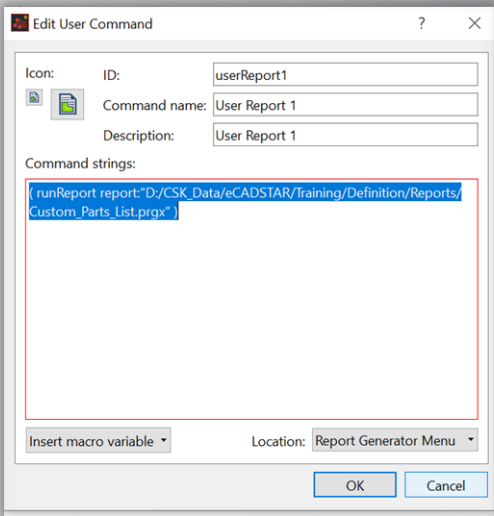 Edit User Command
?
Icon:
ID:
userReport1
Command name:
User Report 1
Description:
User Report 1
Command strings:
( runReport report:"D:/CSK_Data/eCADSTAR/Training/Definition/Reports/
Custom_Parts_List.prgx" )
Insert macro variable
Location:
Report Generator Menu
OK
Cancel